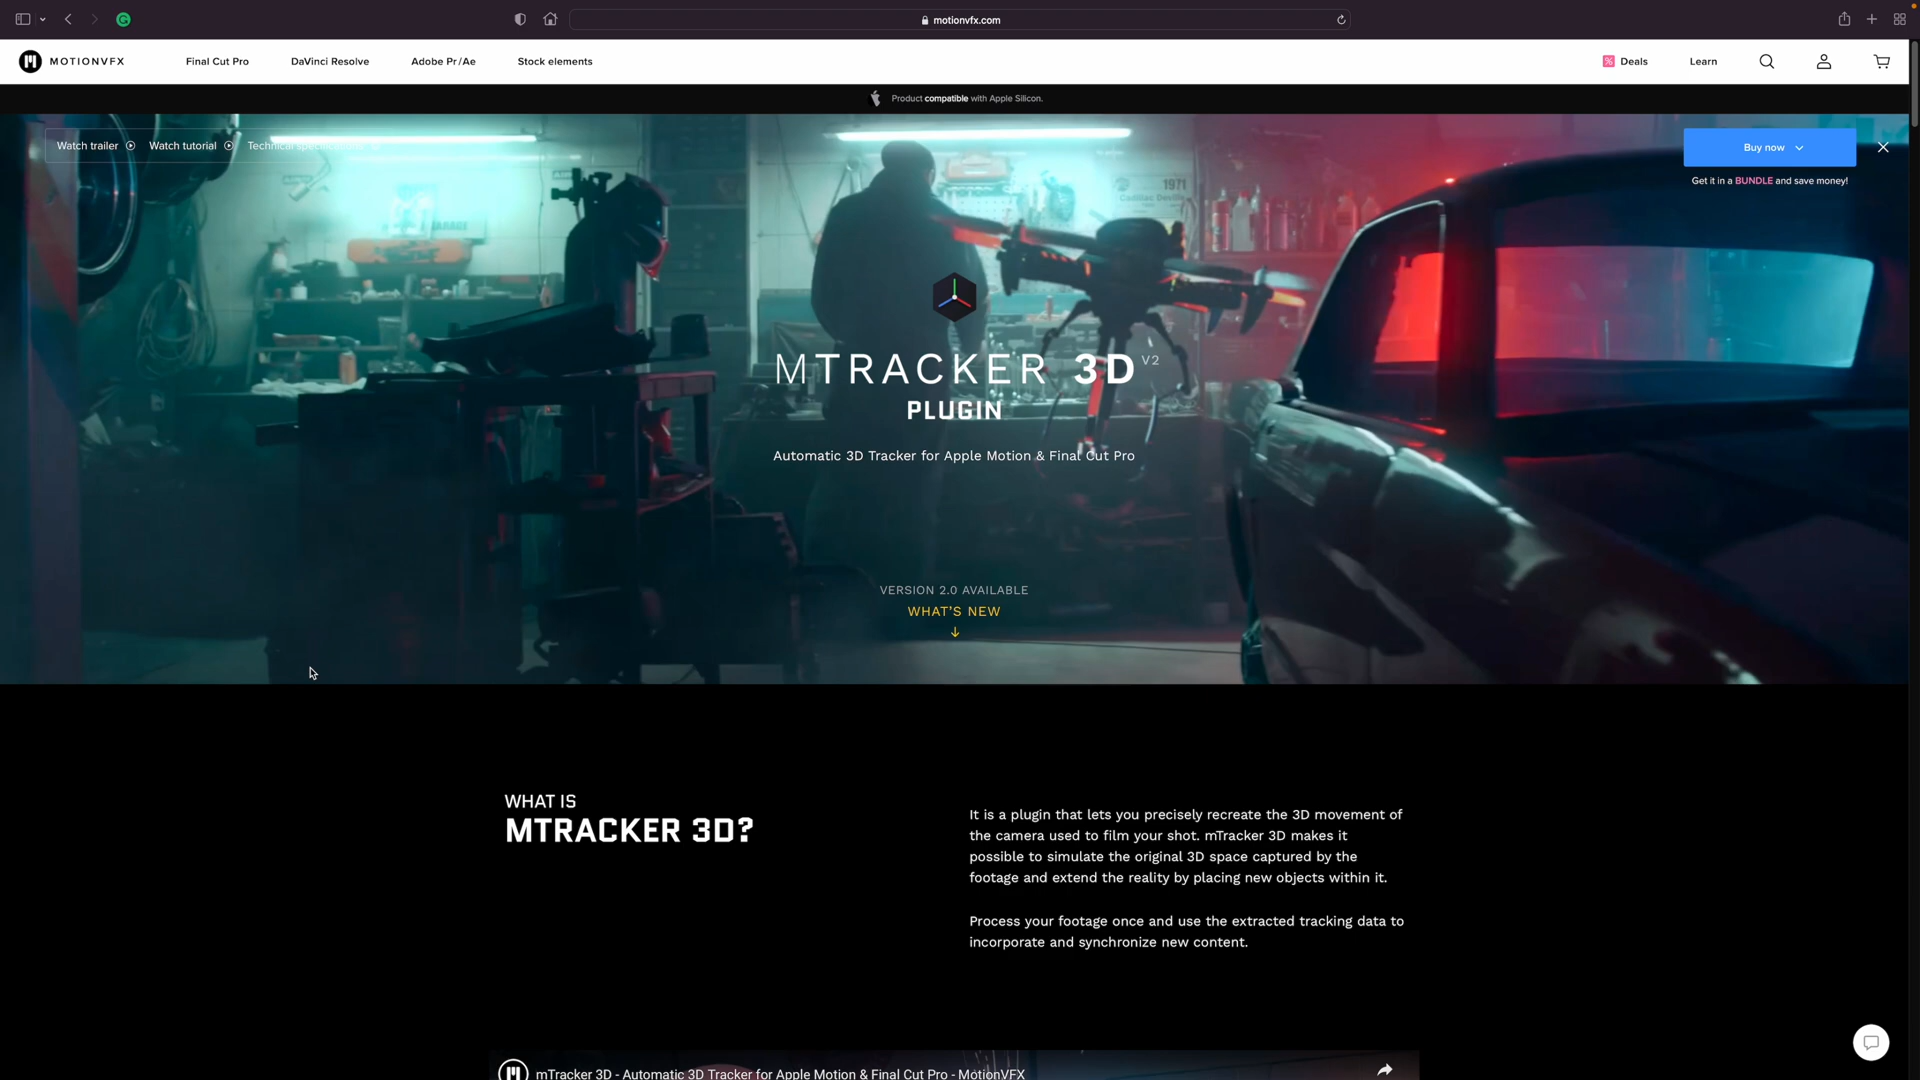 motionvfx.com
MOTIONVFX
Final Cut Pro
DaVinci Resolve
Adobe Pr/Ae
Stock elements
Deals
Learn
Product compatible with Apple Silicon.
Watch trailer
Watch tutorial
Technical specifications
Buy now
Get it in a BUNDLE and save money!
1971
Cadillac Deville
GARAGE
MTRACKER 3D V2
PLUGIN
Automatic 3D Tracker for Apple Motion & Final Cut Pro
VERSION 2.0 AVAILABLE
WHAT'S NEW
WHAT IS
MTRACKER 3D?
It is a plugin that lets you precisely recreate the 3D movement of
the camera used to film your shot. mTracker 3D makes it
possible to simulate the original 3D space captured by the
footage and extend the reality by placing new objects within it.
Process your footage once and use the extracted tracking data to
incorporate and synchronize new content.
mTracker 3D - Automatic 3D Tracker for Apple Motion & Final Cut Pro - MotionVFX